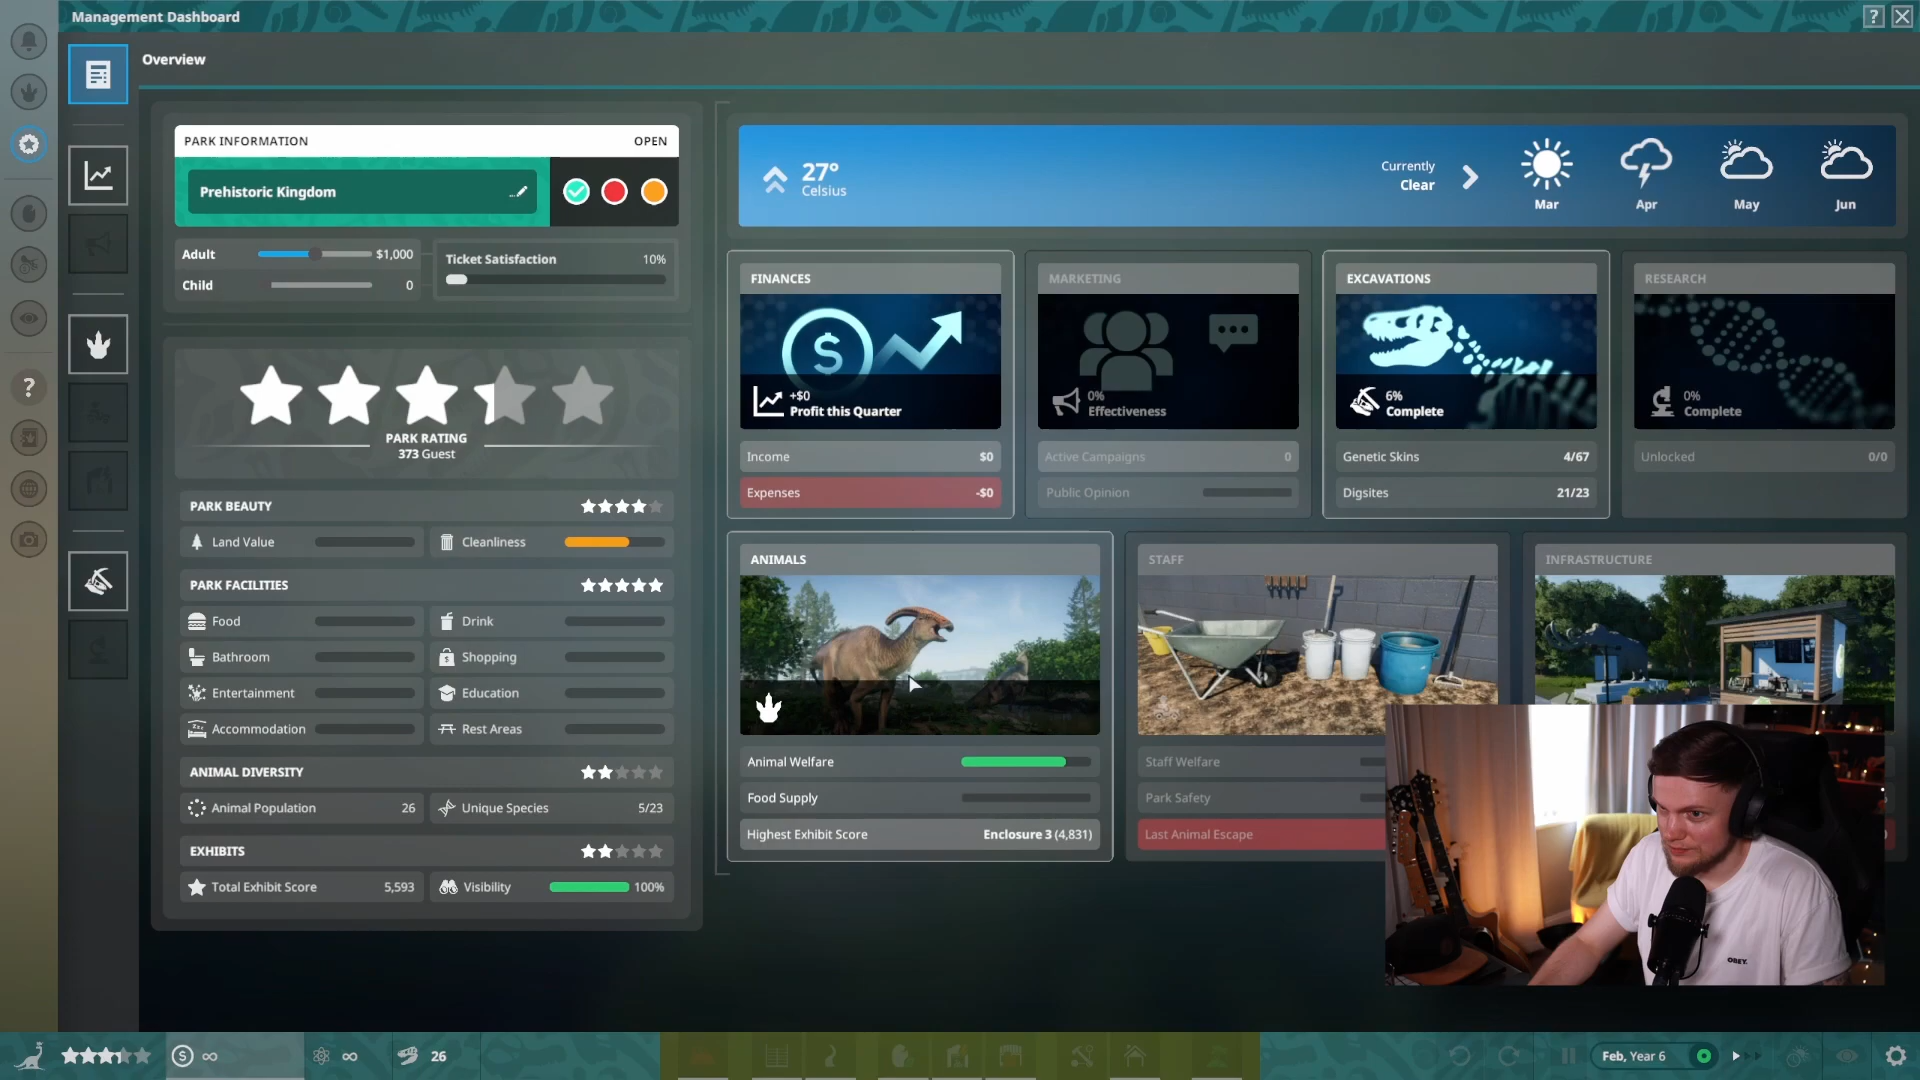 Management Dashboard
?
Overview
PARK INFORMATION
OPEN
Prehistoric Kingdom
Adult
$1,000
Child
0
Ticket Satisfaction
10%
PARK RATING
373 Guest
PARK BEAUTY
Land Value
Cleanliness
PARK FACILITIES
Food
Drink
Bathroom
Shopping
Entertainment
Education
Accommodation
Rest Areas
ANIMAL DIVERSITY
Animal Population
26
Unique Species
5/23
EXHIBITS
Total Exhibit Score
5,593
Visibility
100%
27°
Celsius
Currently
Clear
Mar
Apr
May
Jun
FINANCES
+$0
Profit this Quarter
Income
$0
Expenses
-$0
MARKETING
0%
Effectiveness
Active Campaigns
0
Public Opinion
EXCAVATIONS
6%
Complete
Genetic Skins
4/67
Digsites
21/23
RESEARCH
0%
Complete
Unlocked
0/0
ANIMALS
Animal Welfare
Food Supply
Highest Exhibit Score
Enclosure 3 (4,831)
STAFF
Staff Welfare
Park Safety
Last Animal Escape
INFRASTRUCTURE
OBEY.
?
∞
∞
26
Feb, Year 6